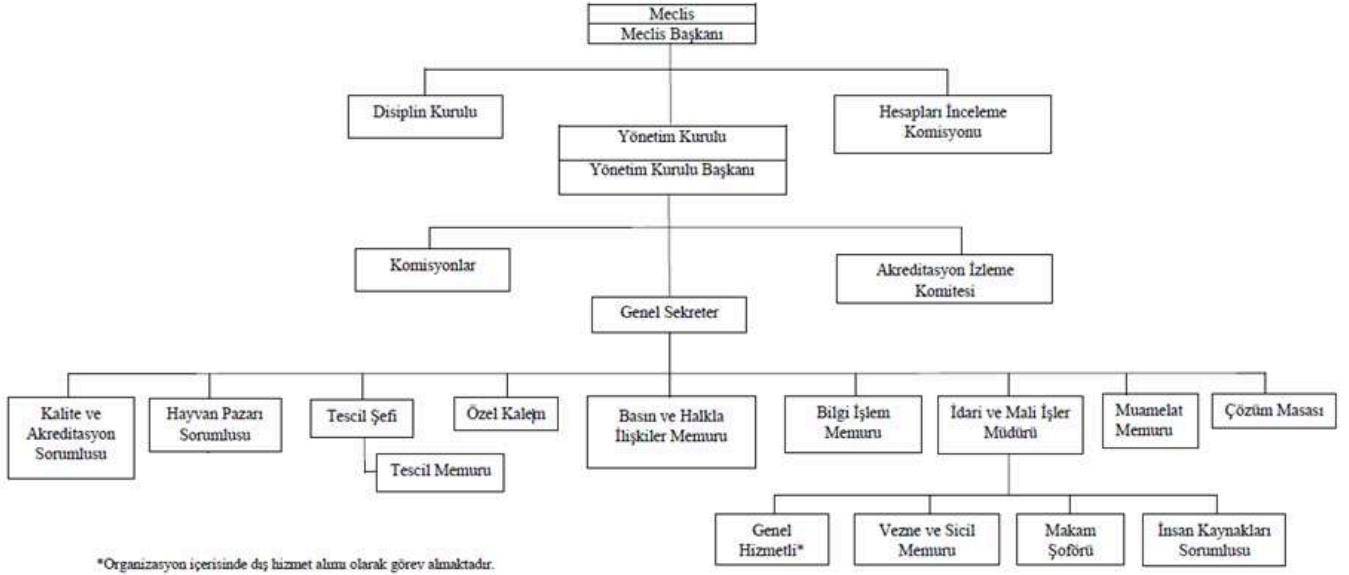 Meclis
Meclis Başkanı
Disiplin Kurulu
Hesapları İnceleme
Komisyonu
Yönetim Kurulu
Yönetim Kurulu Başkanı
Komisyonlar
Akreditasyon İzleme
Komitesi
Genel Sekreter
Kalite ve
Akreditasyon
Sorumlusu
Hayvan Pazarı
Sorumlusu
Tescil Şefi
Tescil Memuru
Özel Kalem
Basın ve Halkla
İlişkiler Memuru
Bilgi İşlem
Memuru
İdari ve Mali İşler
Müdürü
Muamelat
Memuru
Çözüm Masası
Genel
Hizmetli*
Vezne ve Sicil
Memuru
Makam
Şoförü
İnsan Kaynakları
Sorumlusu
*Organizasyon içerisinde dış hizmet alımı olarak görev almaktadır.